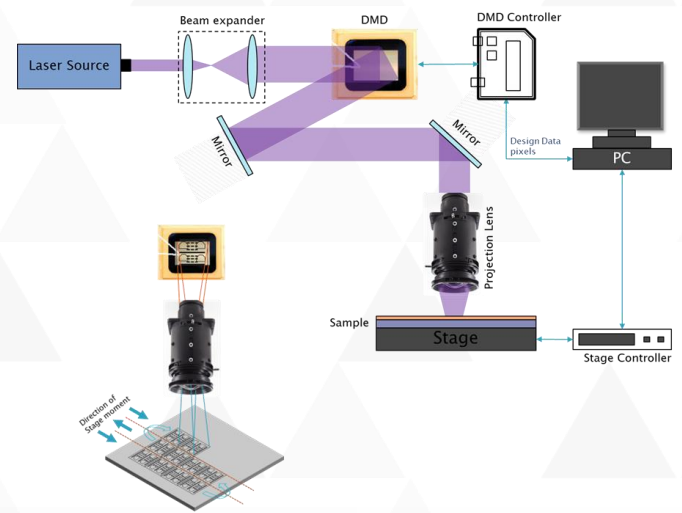 Beam expander
DMD
DMD Controller
Laser Source
Mirror
Mirror
Design Data
pixels
PC
Projection Lens
Sample
Stage
Stage Controller
Direction of
Stage moment